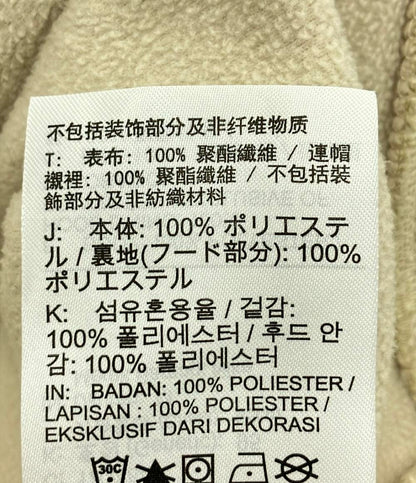 不包括装饰部分及非纤维物质
T: 表布: 100% 聚酯纖維 / 連帽
襯裡: 100% 聚酯纖維 / 不包括裝
飾部分及非紡織材料
J: 本体: 100% ポリエステ
ル / 裏地(フード部分): 100%
ポリエステル
K: 섬유혼용율 / 겉감:
100% 폴리에스터 / 후드 안
감: 100% 폴리에스터
IN: BADAN: 100% POLIESTER /
LAPISAN : 100% POLIESTER /
EKSKLUSIF DARI DEKORASI
30C